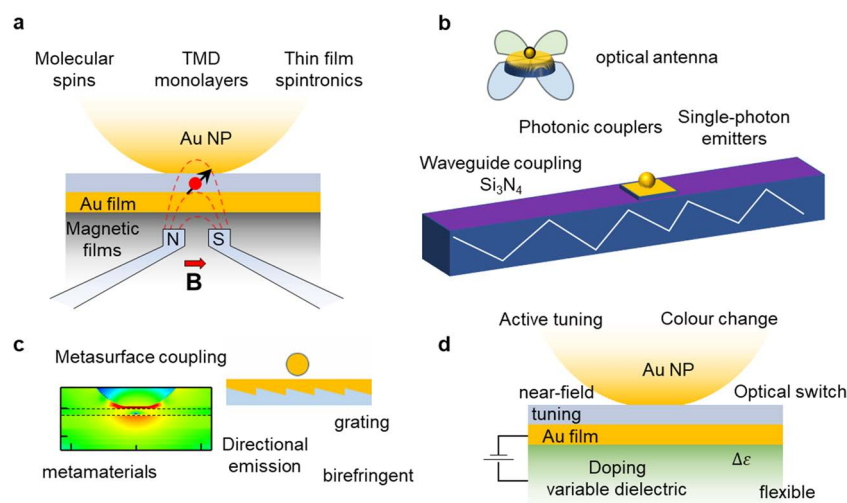 a
Molecular
spins
TMD
monolayers
Thin film
spintronics
Au NP
Au film
Magnetic
films
N
S
B
b
optical antenna
Photonic couplers
Single-photon
emitters
Waveguide coupling
Si₃N₄
c
Metasurface coupling
grating
Directional
emission
metamaterials
birefringent
d
Active tuning
Colour change
Au NP
near-field
Optical switch
tuning
Au film
Δε
Doping
variable dielectric
flexible